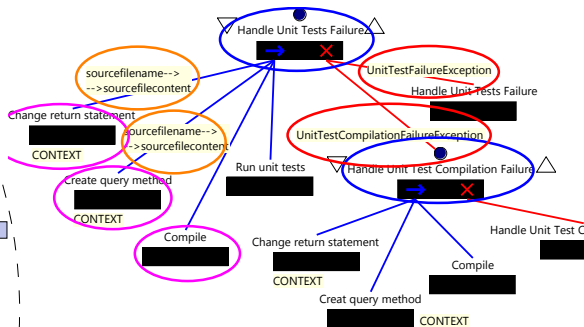 Handle Unit Tests Failure
sourcefilename-->
-->sourcefilecontent
UnitTestFailureException
Handle Unit Tests Failure
Change return statement
CONTEXT
sourcefilename-->
->sourcefilecontent
UnitTestCompilationFailureException
Run unit tests
Handle Unit Test Compilation Failure
Create query method
CONTEXT
Compile
Change return statement
CONTEXT
Handle Unit Test C
Compile
Creat query method
CONTEXT